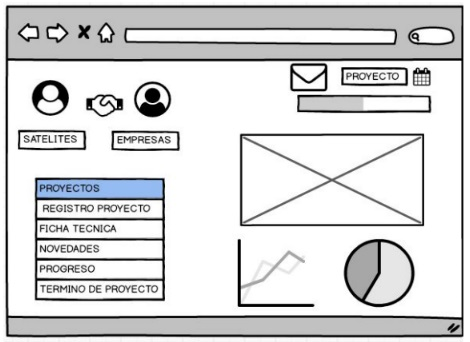 PROYECTO
SATELITES
EMPRESAS
PROYECTOS
REGISTRO PROYECTO
FICHA TECNICA
NOVEDADES
PROGRESO
TERMINO DE PROYECTO